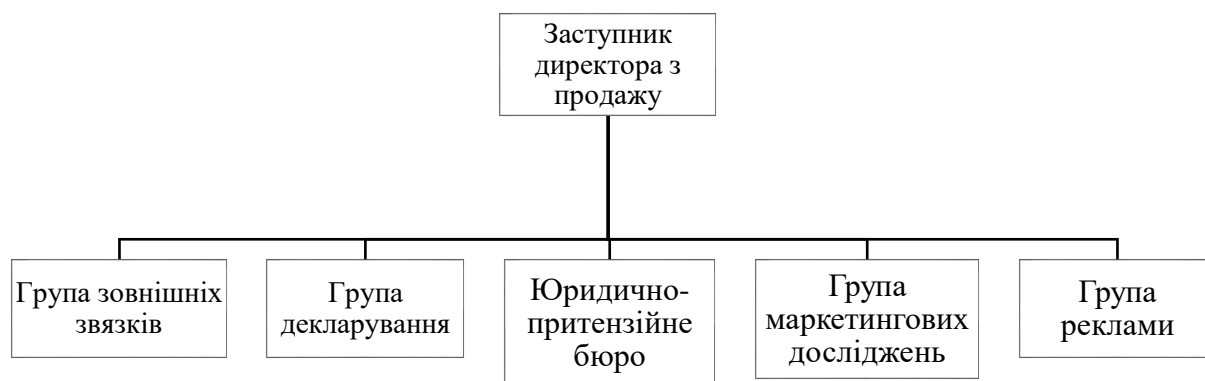 Заступник
директора з
продажу
Група зовнішніх
звязків
Група
декларування
Юридично-
притензійне
бюро
Група
маркетингових
досліджень
Група
реклами